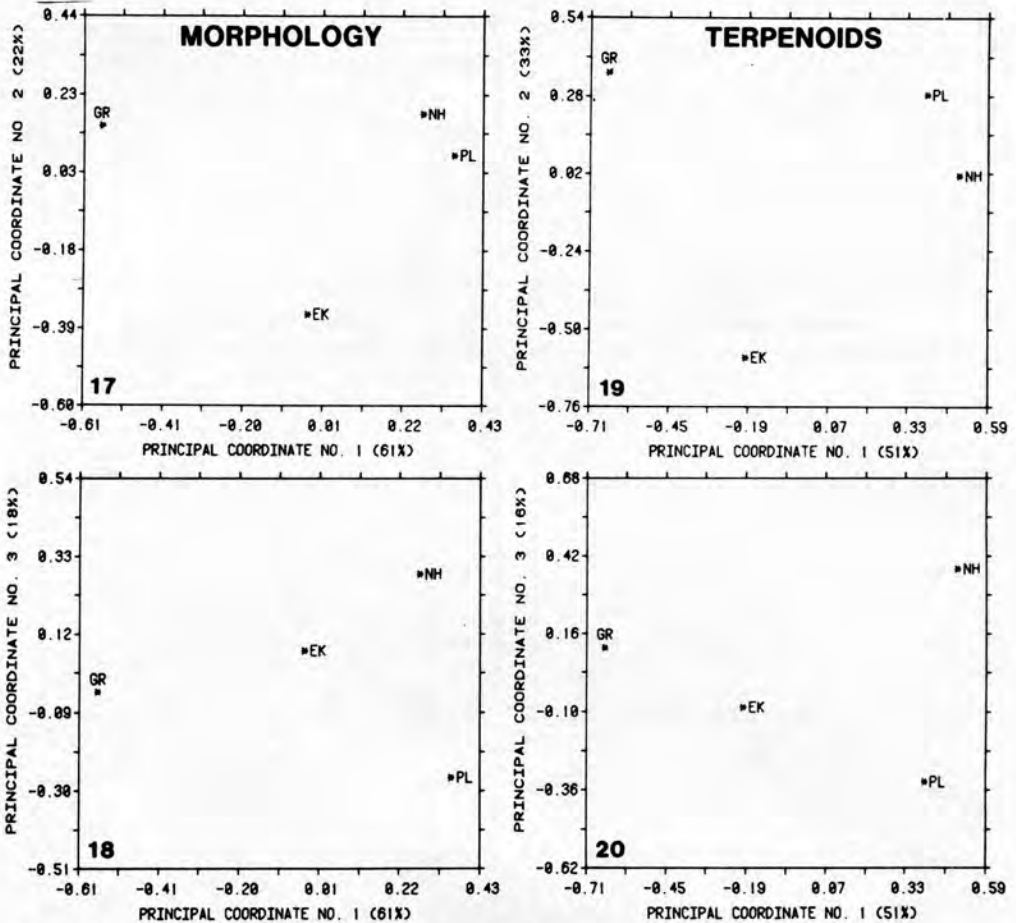 MORPHOLOGY
PRINCIPAL COORDINATE NO 2 (22%)
0.44
0.23
0.03
-0.18
-0.39
-0.60
GR
NH
PL
EK
17
-0.61 -0.41 -0.20 0.01 0.22 0.43
PRINCIPAL COORDINATE NO. 1 (61%)
TERPENOIDS
PRINCIPAL COORDINATE NO. 2 (33%)
0.54
0.28
0.02
-0.24
-0.50
-0.76
GR
PL
NH
EK
19
-0.71 -0.45 -0.19 0.07 0.33 0.59
PRINCIPAL COORDINATE NO. 1 (51%)
PRINCIPAL COORDINATE NO. 3 (18%)
0.54
0.33
0.12
-0.09
-0.30
-0.51
NH
EK
GR
PL
18
-0.61 -0.41 -0.20 0.01 0.22 0.43
PRINCIPAL COORDINATE NO. 1 (61%)
PRINCIPAL COORDINATE NO. 3 (16%)
0.68
0.42
0.16
-0.10
-0.36
-0.62
NH
GR
EK
PL
20
-0.71 -0.45 -0.19 0.07 0.33 0.59
PRINCIPAL COORDINATE NO. 1 (51%)